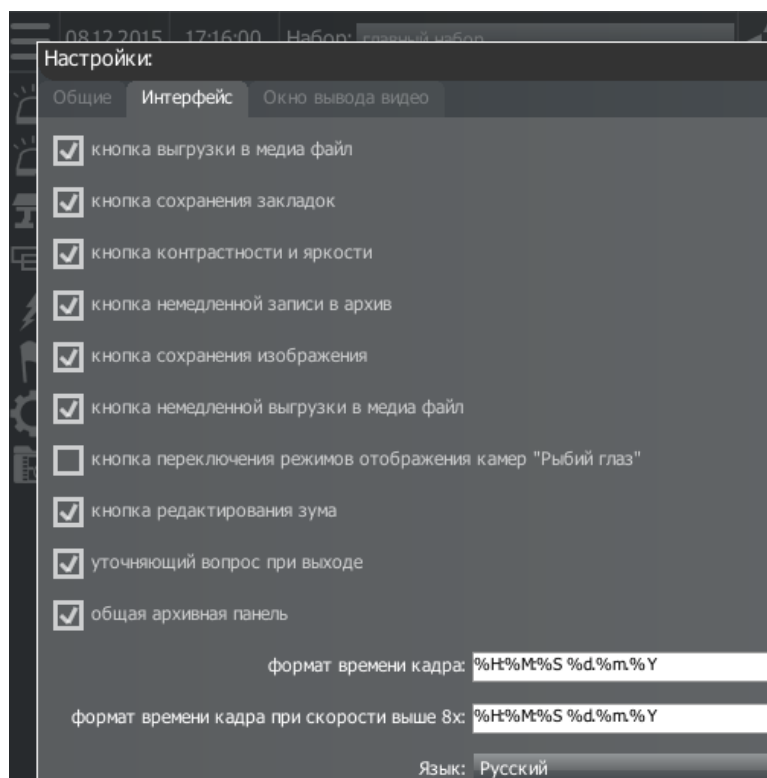 08.12.2015 17:16:00 Набор: главный набор
Настройки:
Общие Интерфейс Окно вывода видео
кнопка выгрузки в медиа файл
кнопка сохранения закладок
кнопка контрастности и яркости
кнопка немедленной записи в архив
кнопка сохранения изображения
кнопка немедленной выгрузки в медиа файл
кнопка переключения режимов отображения камер "Рыбий глаз"
кнопка редактирования зума
уточняющий вопрос при выходе
общая архивная панель
формат времени кадра: %H:%M:%S %d.%m.%Y
формат времени кадра при скорости выше 8x: %H:%M:%S %d.%m.%Y
Язык: Русский